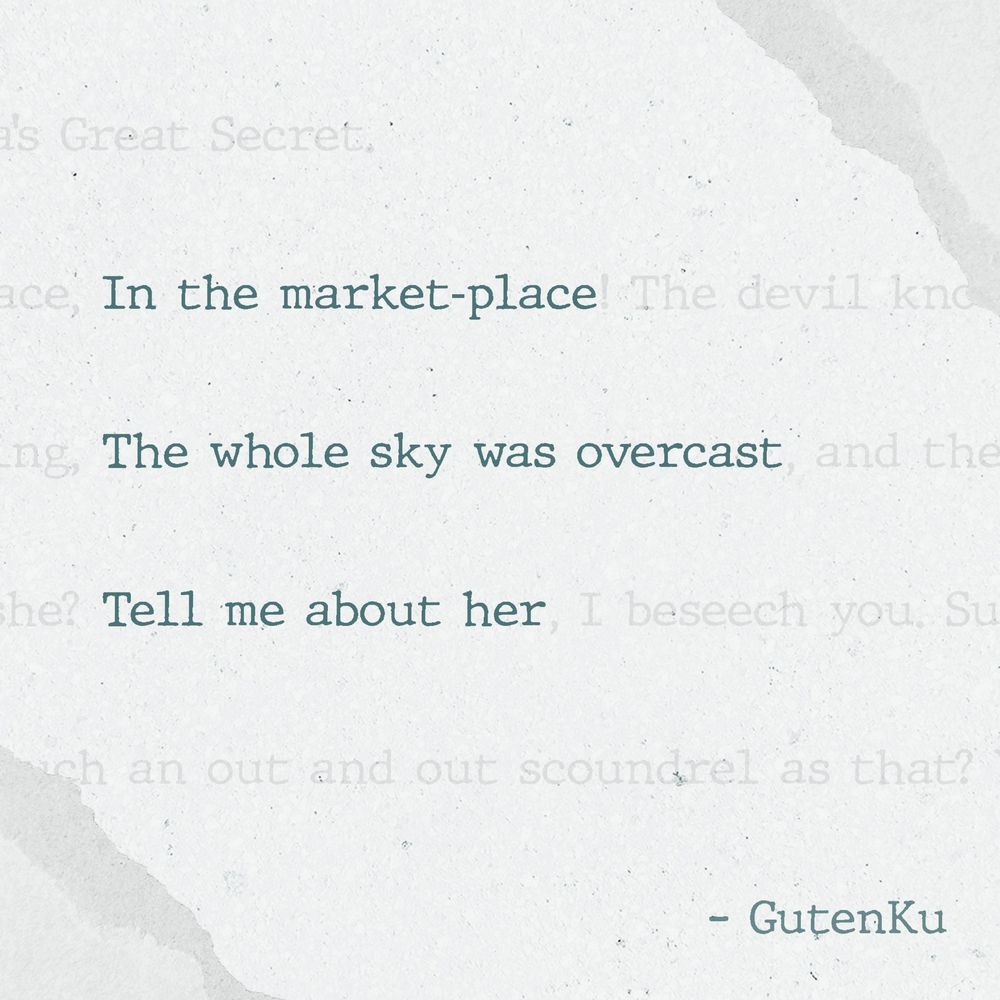 a's Great Secret.
ace, In the market-place! The devil kno
ing, The whole sky was overcast, and the
she? Tell me about her, I beseech you. Su
uch an out and out scoundrel as that?
- GutenKu